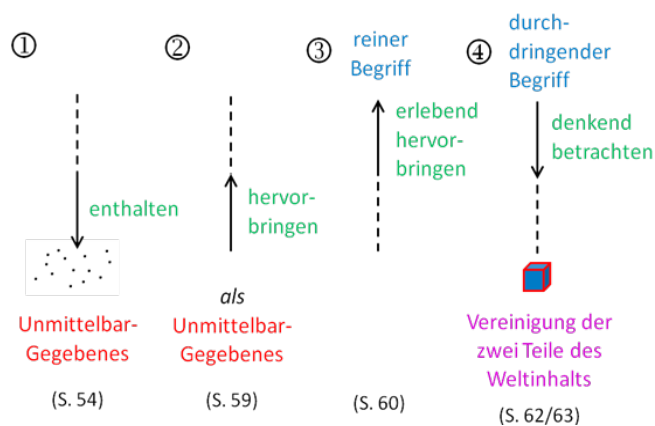 ①
enthalten
Unmittelbar-
Gegebenes
(S. 54)
②
hervor-
bringen
als
Unmittelbar-
Gegebenes
(S. 59)
③
reiner
Begriff
erlebend
hervor-
bringen
(S. 60)
④
durch-
dringender
Begriff
denkend
betrachten
Vereinigung der
zwei Teile des
Weltinhalts
(S. 62/63)